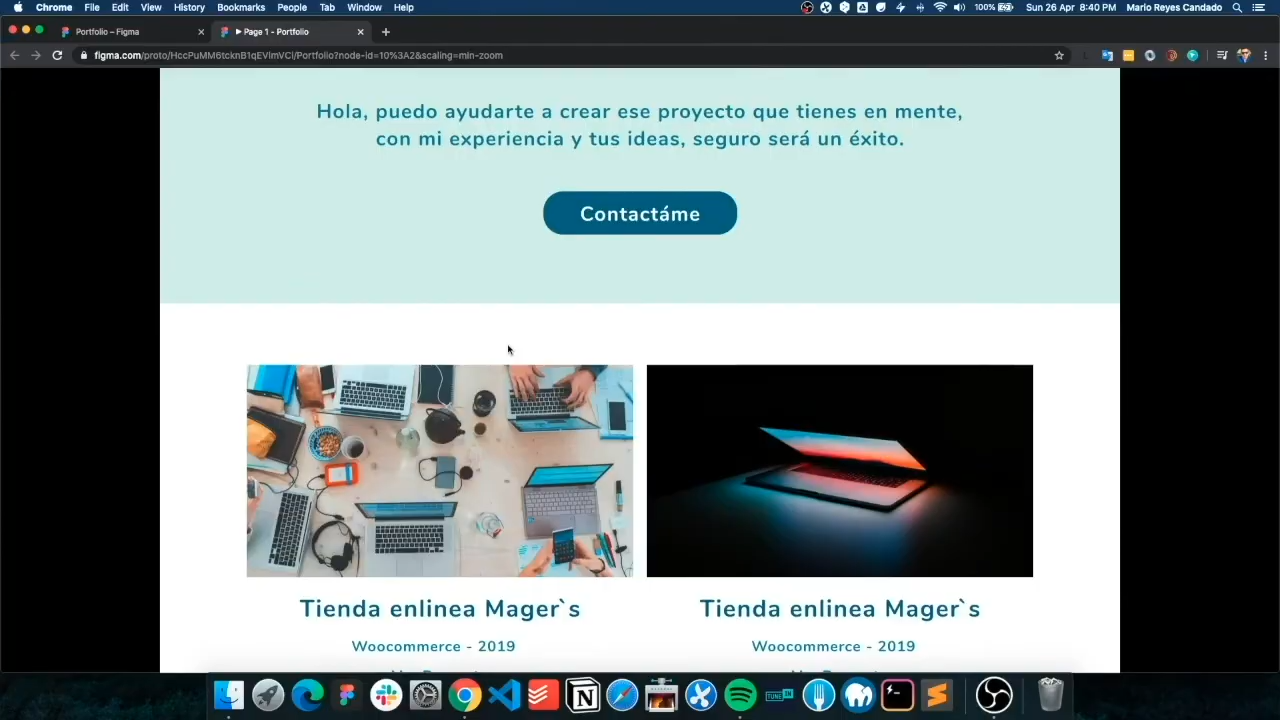 Chrome File Edit View History Bookmarks People Tab Window Help
100% Sun 26 Apr 8:40 PM Mario Reyes Candado
Portfolio – Figma
Page 1 - Portfolio
figma.com/proto/HccPuMM6tcknB1qEVlmVCl/Portfolio?node-id=10%3A2&scaling=min-zoom
Hola, puedo ayudarte a crear ese proyecto que tienes en mente,
con mi experiencia y tus ideas, seguro será un éxito.
Contactáme
Tienda enlinea Mager`s
Woocommerce - 2019
Tienda enlinea Mager`s
Woocommerce - 2019
TUNE IN